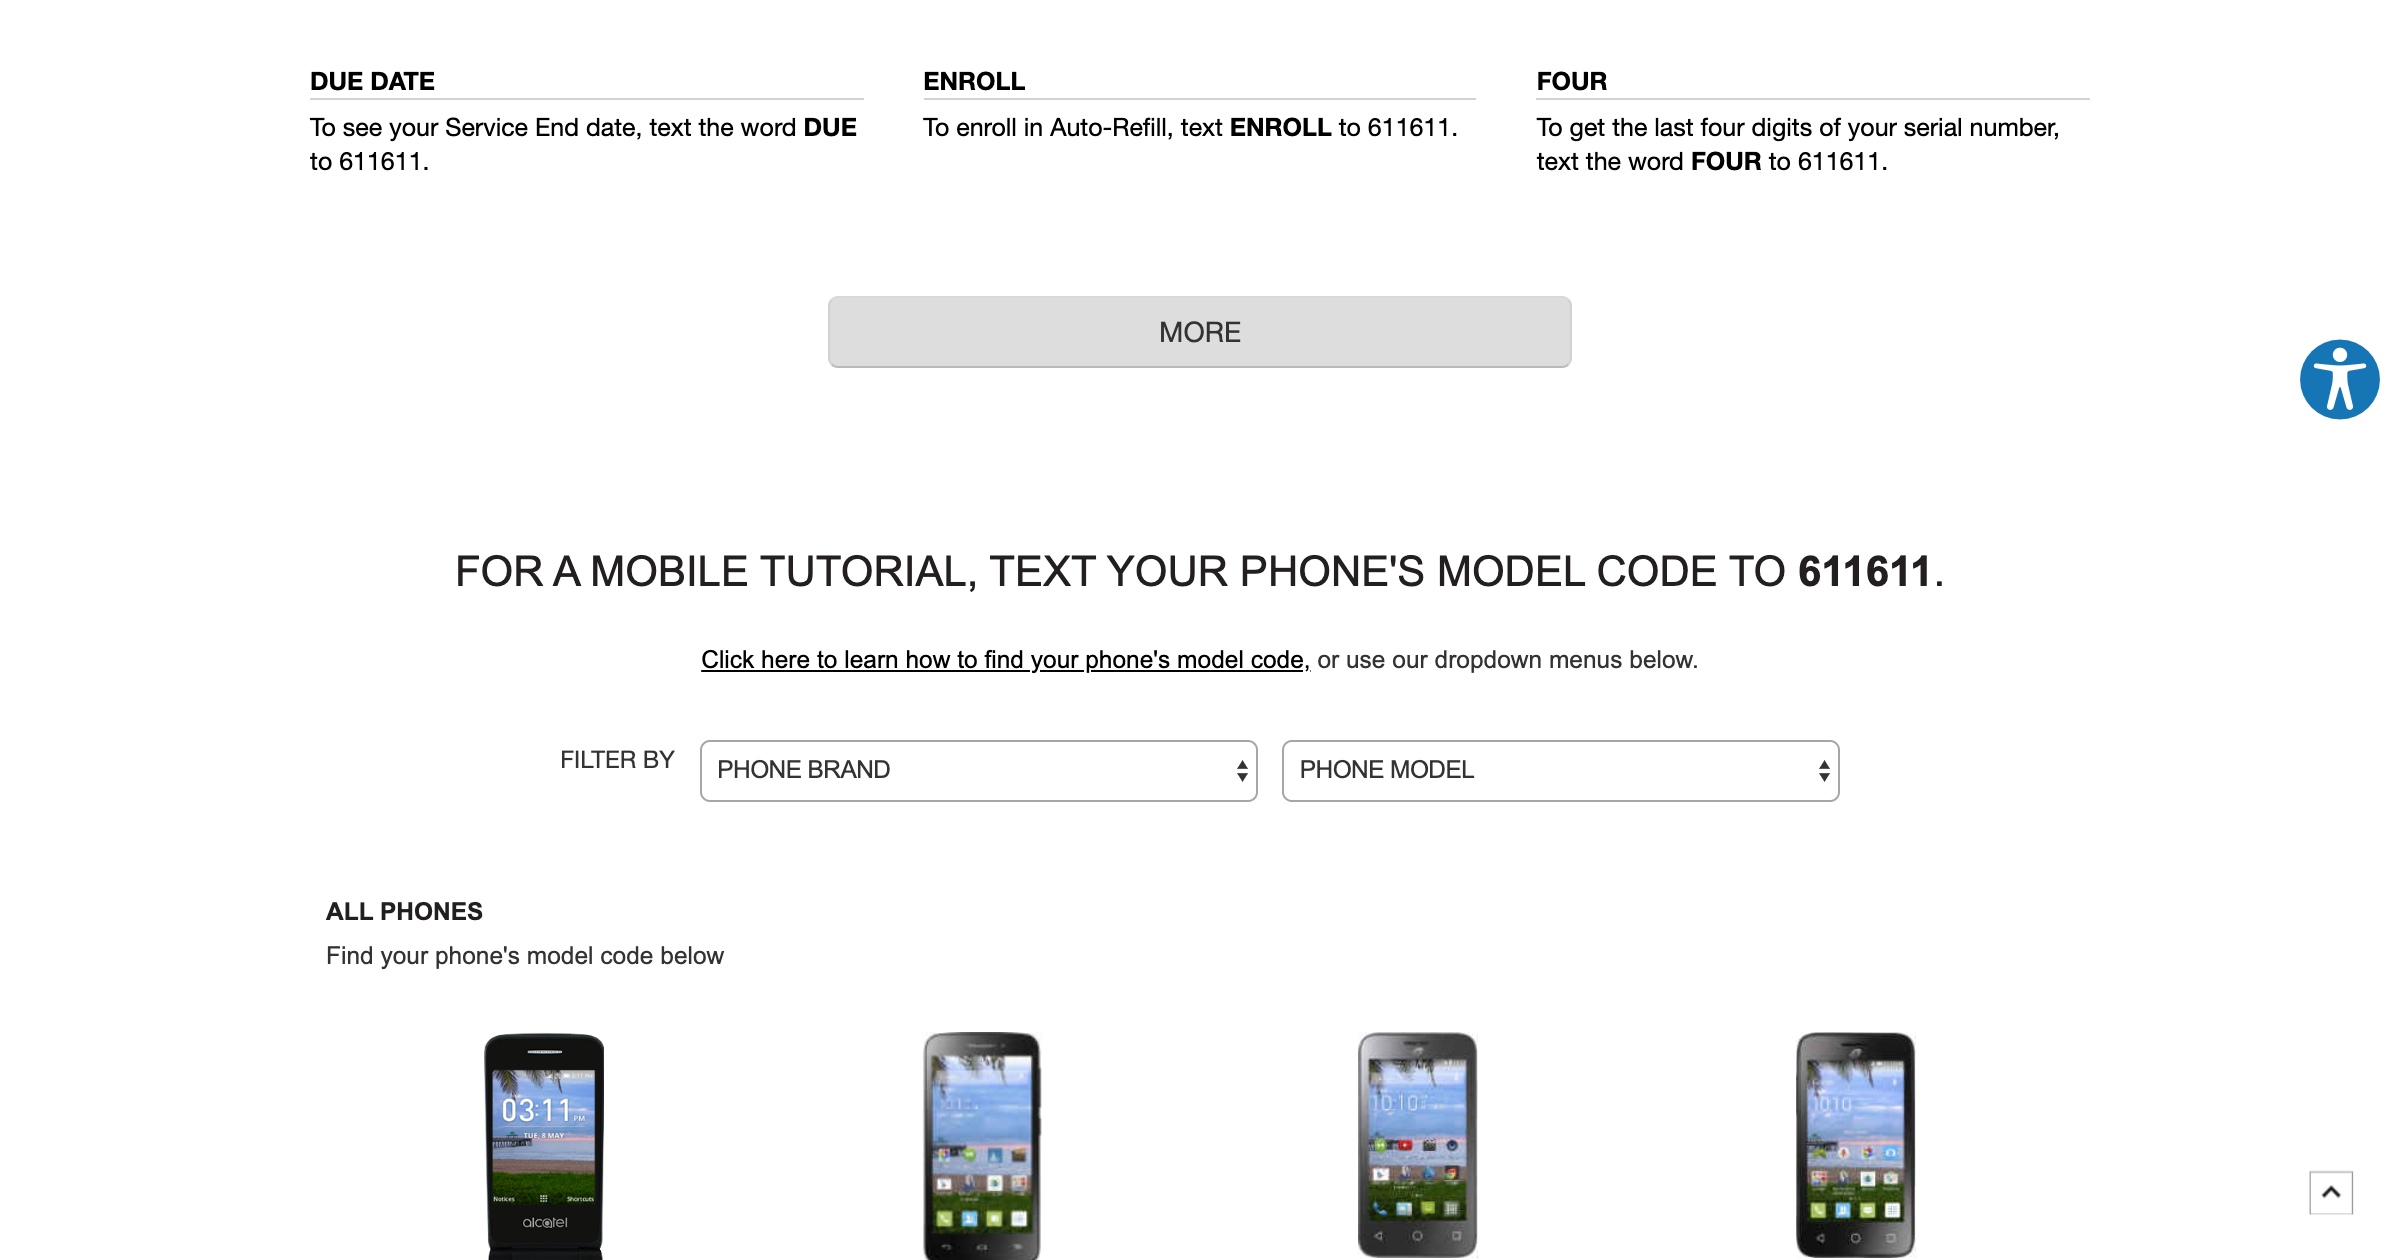 DUE DATE
To see your Service End date, text the word DUE
to 611611.
ENROLL
To enroll in Auto-Refill, text ENROLL to 611611.
FOUR
To get the last four digits of your serial number,
text the word FOUR to 611611.
MORE
FOR A MOBILE TUTORIAL, TEXT YOUR PHONE'S MODEL CODE TO 611611.
Click here to learn how to find your phone's model code, or use our dropdown menus below.
FILTER BY
PHONE BRAND
PHONE MODEL
ALL PHONES
Find your phone's model code below
03:11 PM
TUE, 8 MAY
Notices
Shortcuts
alcatel
10:10
10:10